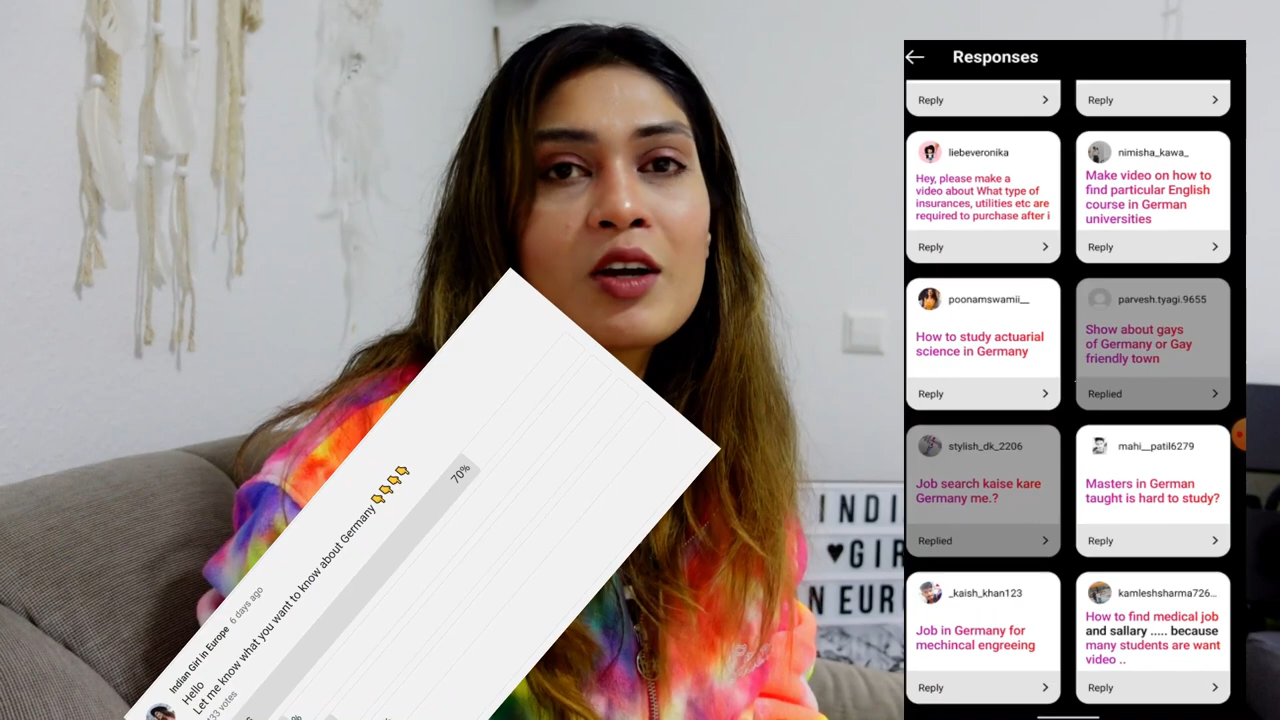 Indian Girl in Europe 6 days ago
Hello
Let me know what you want to know about Germany 👇👇👇👇
33 votes
70%
%
INDI
♥GIR
N EUR
Responses
Reply
Reply
liebeveronika
Hey, please make a
video about What type of
insurances, utilities etc are
required to purchase after i
Reply
nimisha_kawa_
Make video on how to
find particular English
course in German
universities
Reply
poonamswamii__
How to study actuarial
science in Germany
Reply
parvesh.tyagi.9655
Show about gays
of Germany or Gay
friendly town
Replied
stylish_dk_2206
Job search kaise kare
Germany me.?
Replied
mahi__patil6279
Masters in German
taught is hard to study?
Reply
_kaish_khan123
Job in Germany for
mechincal engreeing
Reply
kamleshsharma726...
How to find medical job
and sallary ..... because
many students are want
video ..
Reply